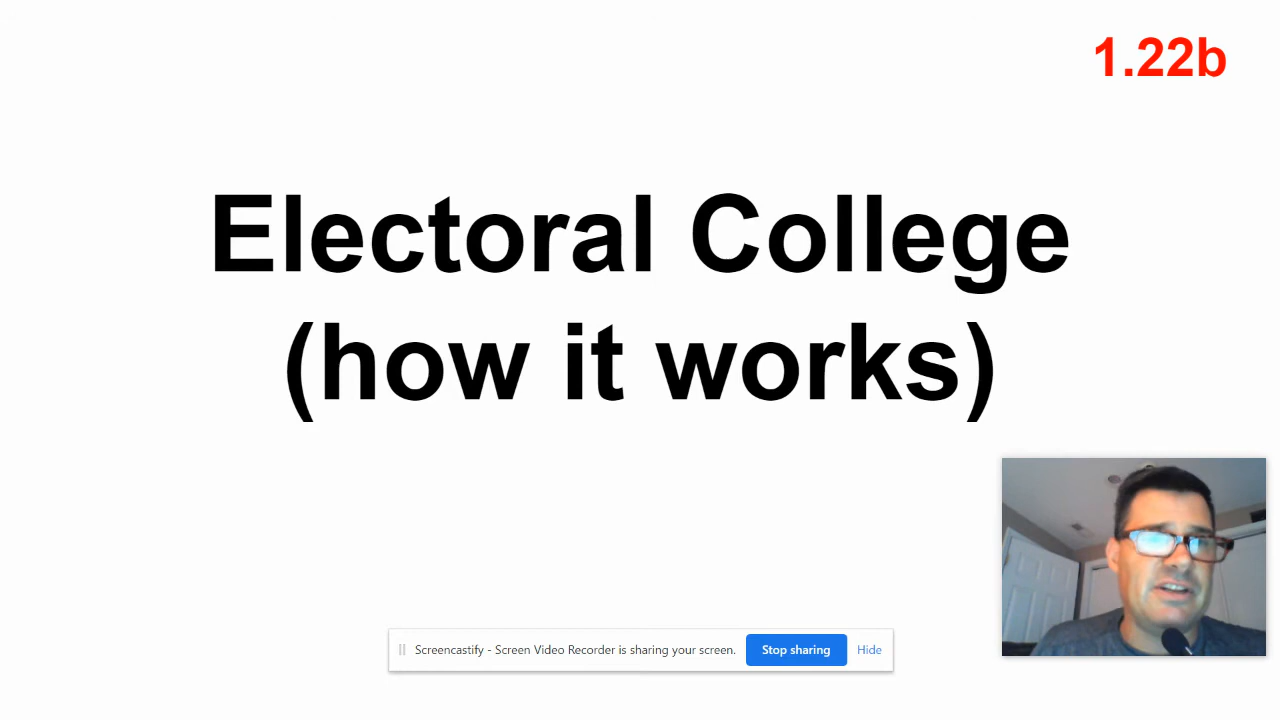 1.22b
Electoral College
(how it works)
Screencastify - Screen Video Recorder is sharing your screen. Stop sharing Hide